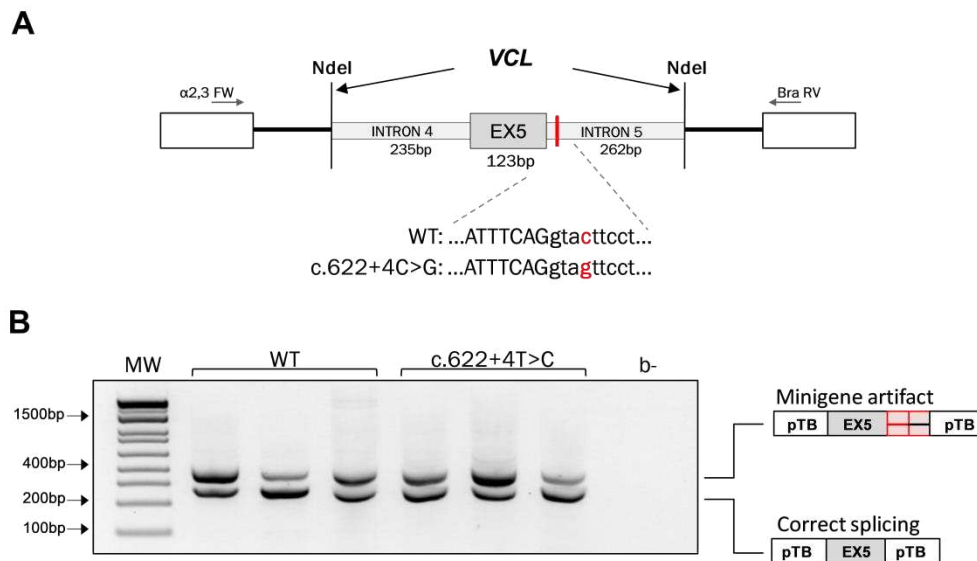 A
VCL
NdeI
NdeI
α2,3 FW
Bra RV
INTRON 4
EX5
INTRON 5
235bp
123bp
262bp
WT: ...ATTTCAGgtacttcct...
c.622+4C>G: ...ATTTCAGgtagttcct...
B
MW
WT
c.622+4T>C
b-
1500bp
400bp
200bp
100bp
Minigene artifact
pTB EX5 pTB
Correct splicing
pTB EX5 pTB